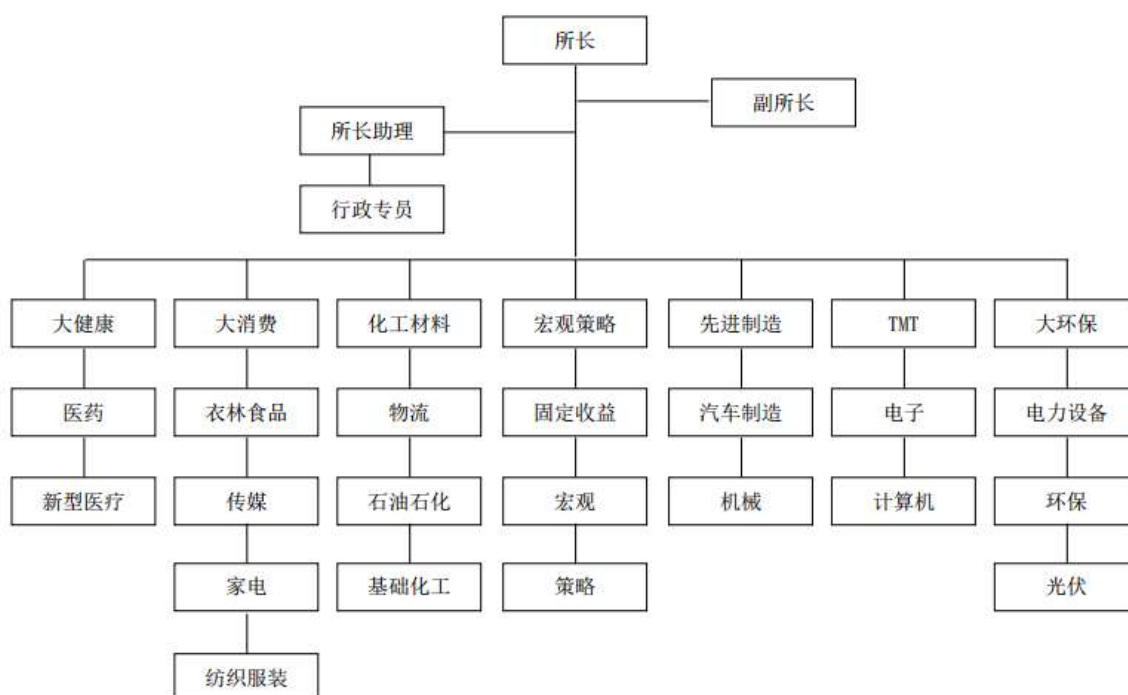 所长
副所长
所长助理
行政专员
大健康
大消费
化工材料
宏观策略
先进制造
TMT
大环保
医药
衣林食品
物流
固定收益
汽车制造
电子
电力设备
新型医疗
传媒
石油石化
宏观
机械
计算机
环保
家电
基础化工
策略
光伏
纺织服装